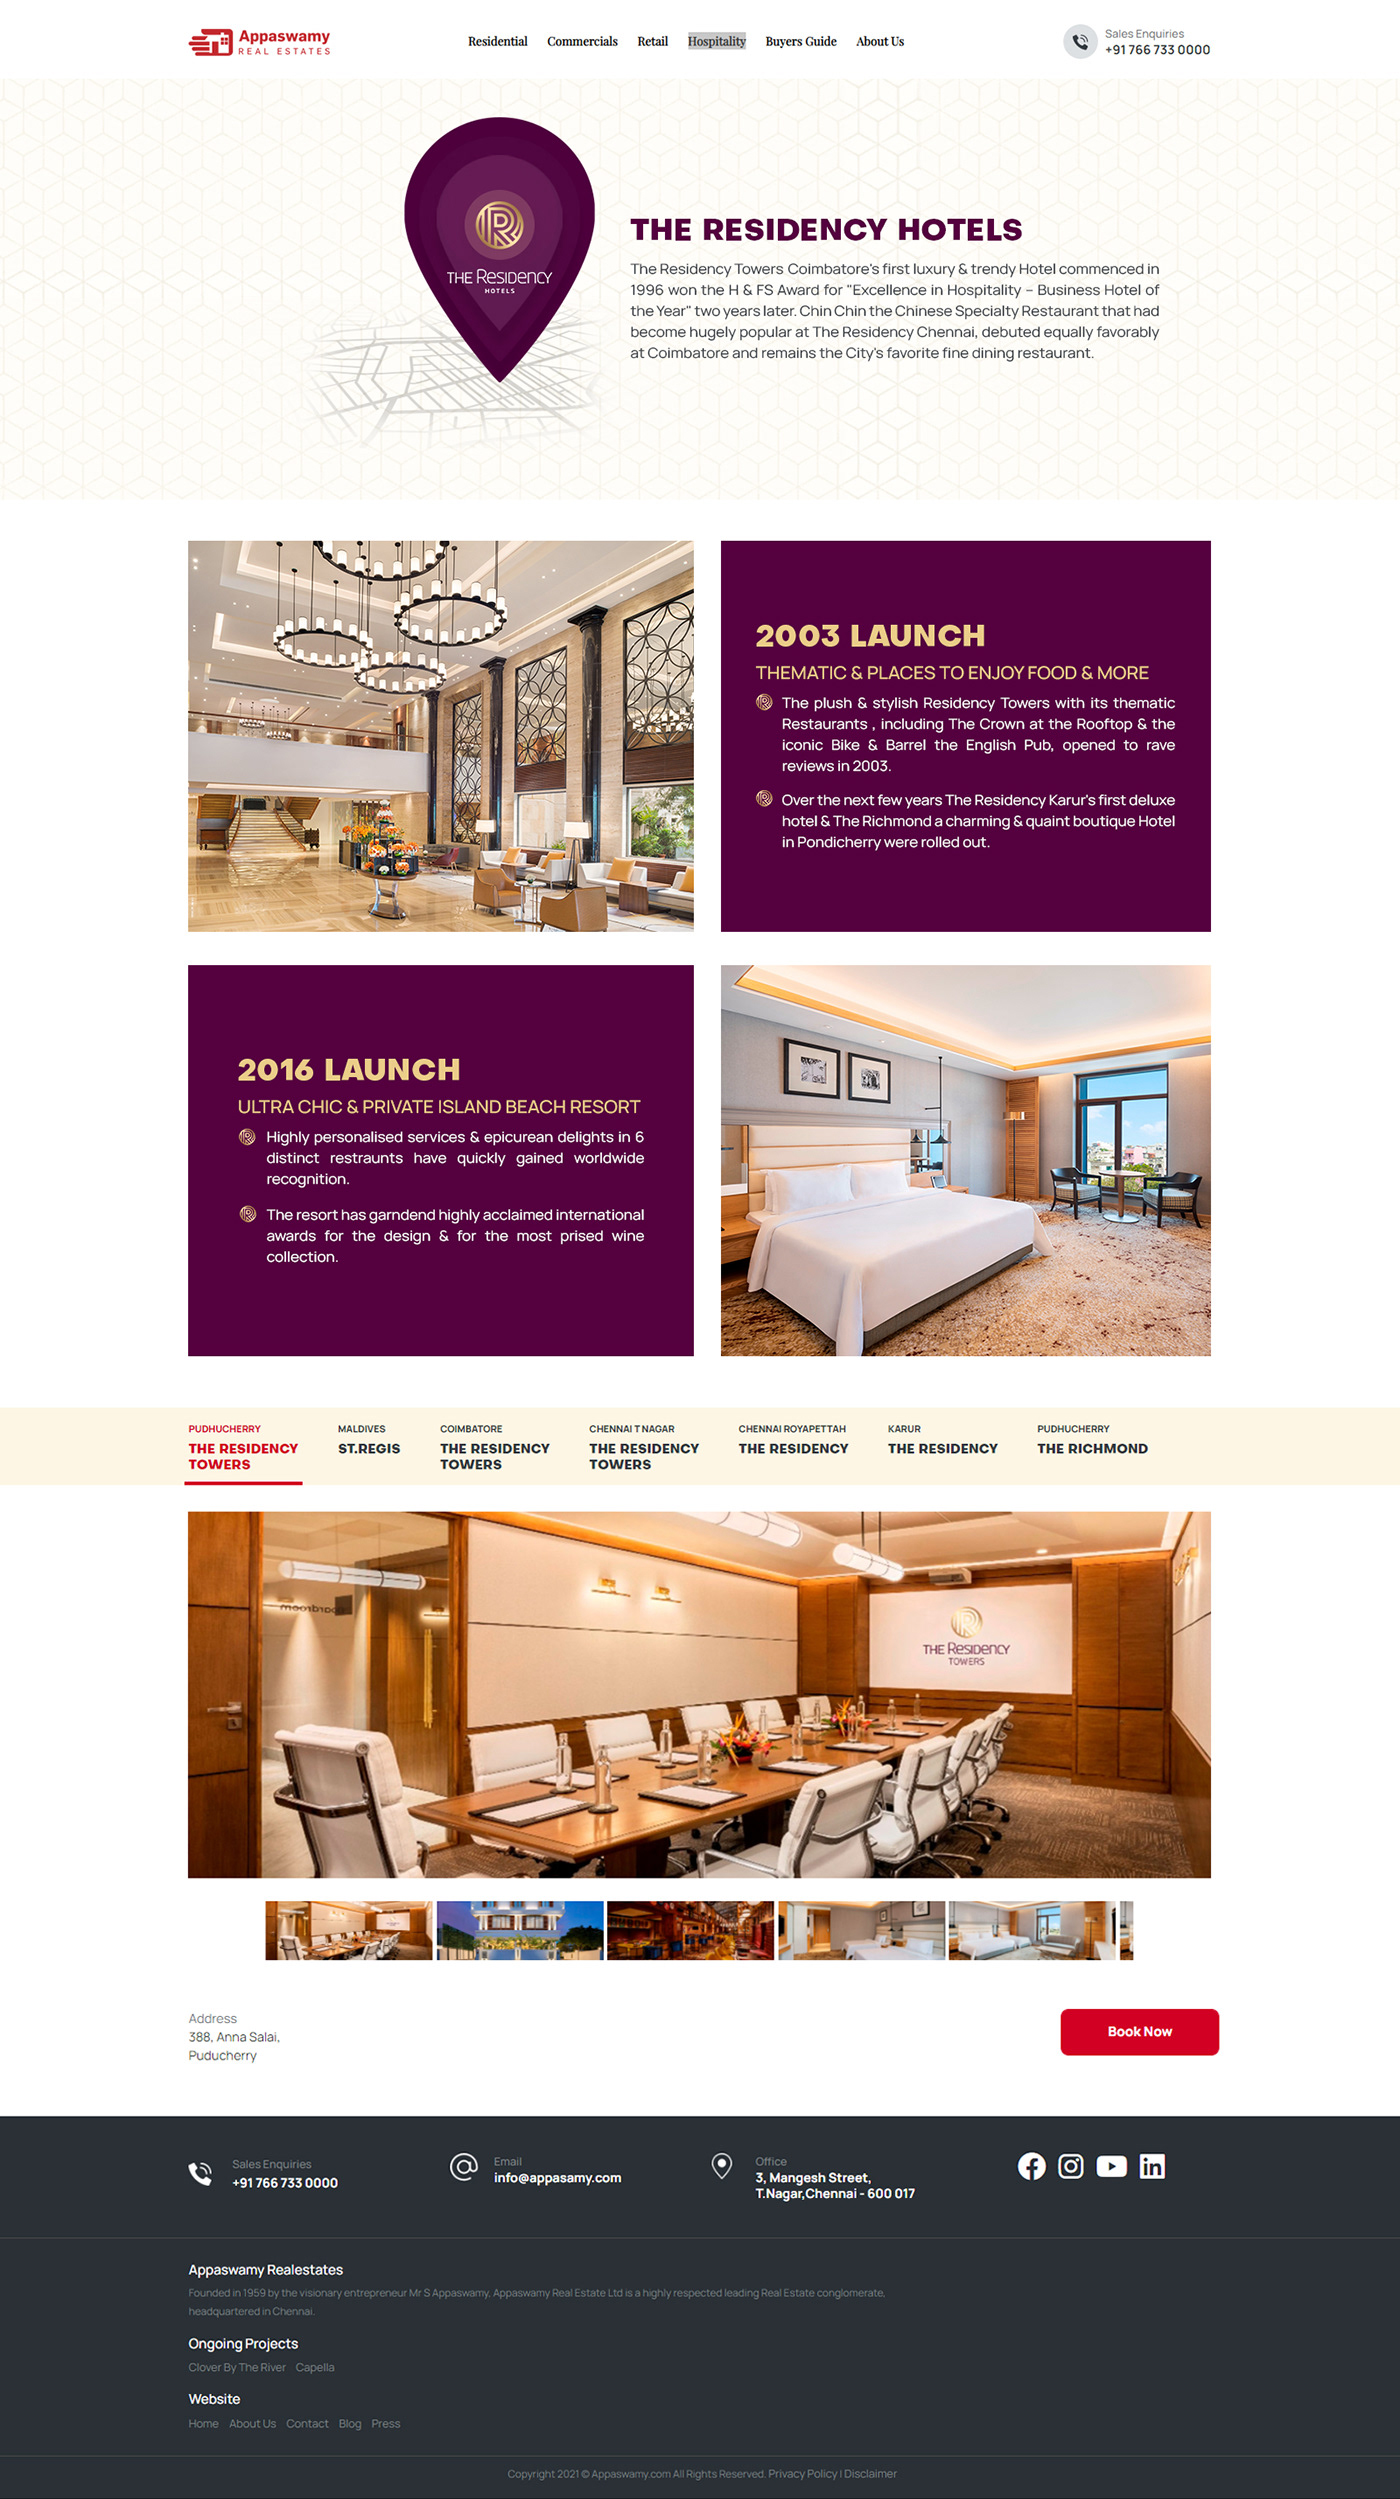 Appaswamy
REAL ESTATES
Residential Commercials Retail Hospitality Buyers Guide About Us
Sales Enquiries
+91 766 733 0000
THE ResiDency
HOTELS
THE RESIDENCY HOTELS
The Residency Towers Coimbatore's first luxury & trendy Hotel commenced in
1996 won the H & FS Award for "Excellence in Hospitality – Business Hotel of
the Year" two years later. Chin Chin the Chinese Specialty Restaurant that had
become hugely popular at The Residency Chennai, debuted equally favorably
at Coimbatore and remains the City's favorite fine dining restaurant.
2003 LAUNCH
THEMATIC & PLACES TO ENJOY FOOD & MORE
The plush & stylish Residency Towers with its thematic
Restaurants , including The Crown at the Rooftop & the
iconic Bike & Barrel the English Pub, opened to rave
reviews in 2003.
Over the next few years The Residency Karur's first deluxe
hotel & The Richmond a charming & quaint boutique Hotel
in Pondicherry were rolled out.
2016 LAUNCH
ULTRA CHIC & PRIVATE ISLAND BEACH RESORT
Highly personalised services & epicurean delights in 6
distinct restraunts have quickly gained worldwide
recognition.
The resort has garndend highly acclaimed international
awards for the design & for the most prised wine
collection.
PUDHUCHERRY
THE RESIDENCY
TOWERS
MALDIVES
ST.REGIS
COIMBATORE
THE RESIDENCY
TOWERS
CHENNAI T NAGAR
THE RESIDENCY
TOWERS
CHENNAI ROYAPETTAH
THE RESIDENCY
KARUR
THE RESIDENCY
PUDHUCHERRY
THE RICHMOND
boardroom
THE ResiDency
TOWERS
Address
388, Anna Salai,
Puducherry
Book Now
Sales Enquiries
+91 766 733 0000
Email
info@appasamy.com
Office
3, Mangesh Street,
T.Nagar,Chennai - 600 017
Appaswamy Realestates
Founded in 1959 by the visionary entrepreneur Mr S Appaswamy, Appaswamy Real Estate Ltd is a highly respected leading Real Estate conglomerate,
headquartered in Chennai.
Ongoing Projects
Clover By The River Capella
Website
Home About Us Contact Blog Press
Copyright 2021 © Appaswamy.com All Rights Reserved. Privacy Policy | Disclaimer